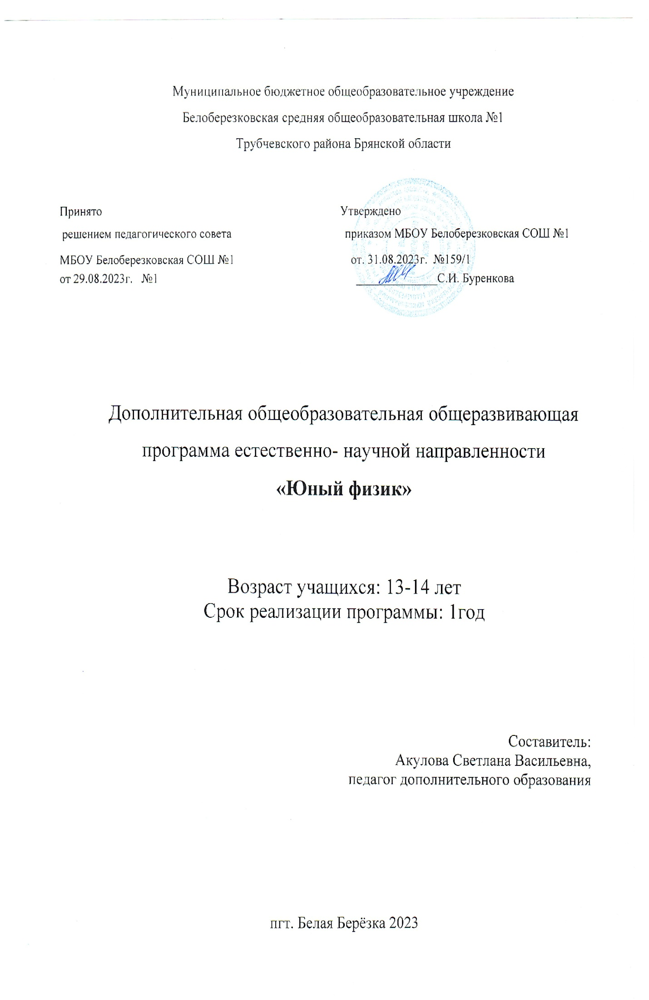 Муниципальное бюджетное общеобразовательное учреждение
Белоберезковская средняя общеобразовательная школа №1
Трубчевского района Брянской области
Принято
решением педагогического совета
МБОУ Белоберезковская СОШ №1
от 29.08.2023г. №1
Утверждено
приказом МБОУ Белоберезковская СОШ №1
от. 31.08.2023г. №159/1
_____________С.И. Буренкова
Дополнительная общеобразовательная общеразвивающая
программа естественно- научной направленности
«Юный физик»
Возраст учащихся: 13-14 лет
Срок реализации программы: 1год
Составитель:
Акулова Светлана Васильевна,
педагог дополнительного образования
пгт. Белая Берёзка 2023